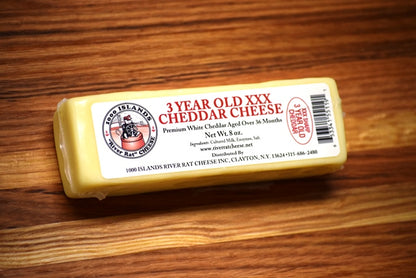 1000 ISLANDS
"River Rat" CHEESE
3 YEAR OLD XXX
CHEDDAR CHEESE
Premium White Cheddar Aged Over 36 Months
Net Wt. 8 oz.
Ingredients: Cultured Milk, Enzymes, Salt.
www.riverratcheese.net
Distributed By
1000 ISLANDS RIVER RAT CHEESE INC. CLAYTON, N.Y. 13624 • 315-686-2480
XXX SHARP
3 YEAR OLD
CHEDDAR